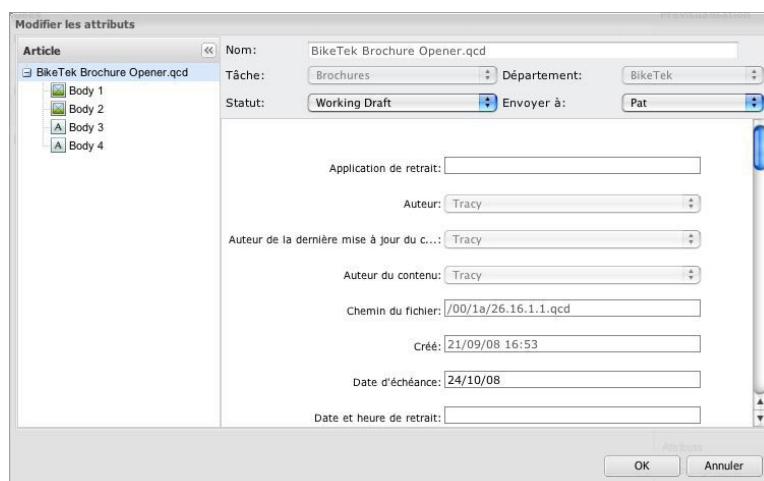 Modifier les attributs
Article
BikeTek Brochure Opener.qcd
Body 1
Body 2
Body 3
Body 4
Nom: BikeTek Brochure Opener.qcd
Tâche: Brochures Département: BikeTek
Statut: Working Draft Envoyer à: Pat
Application de retrait:
Auteur: Tracy
Auteur de la dernière mise à jour du c...: Tracy
Auteur du contenu: Tracy
Chemin du fichier: /00/1a/26.16.1.1.qcd
Créé: 21/09/08 16:53
Date d'échéance: 24/10/08
Date et heure de retrait:
Attributs
OK Annuler